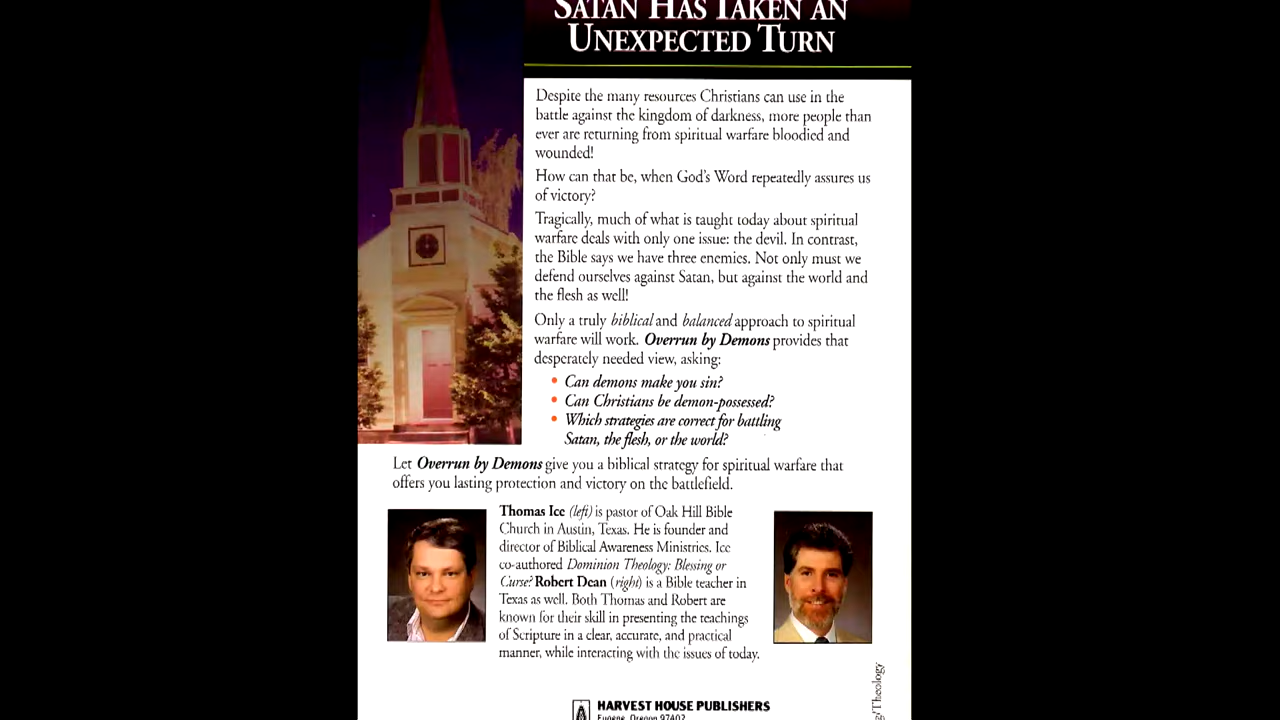 SATAN HAS TAKEN AN
UNEXPECTED TURN
Despite the many resources Christians can use in the
battle against the kingdom of darkness, more people than
ever are returning from spiritual warfare bloodied and
wounded!
How can that be, when God's Word repeatedly assures us
of victory?
Tragically, much of what is taught today about spiritual
warfare deals with only one issue: the devil. In contrast,
the Bible says we have three enemies. Not only must we
defend ourselves against Satan, but against the world and
the flesh as well!
Only a truly biblical and balanced approach to spiritual
warfare will work. Overrun by Demons provides that
desperately needed view, asking:
• Can demons make you sin?
• Can Christians be demon-possessed?
• Which strategies are correct for battling
Satan, the flesh, or the world?
Let Overrun by Demons give you a biblical strategy for spiritual warfare that
offers you lasting protection and victory on the battlefield.
Thomas Ice (left) is pastor of Oak Hill Bible
Church in Austin, Texas. He is founder and
director of Biblical Awareness Ministries. Ice
co-authored Dominion Theology: Blessing or
Curse? Robert Dean (right) is a Bible teacher in
Texas as well. Both Thomas and Robert are
known for their skill in presenting the teachings
of Scripture in a clear, accurate, and practical
manner, while interacting with the issues of today.
HARVEST HOUSE PUBLISHERS
Eugene, Oregon 97402
/Theology